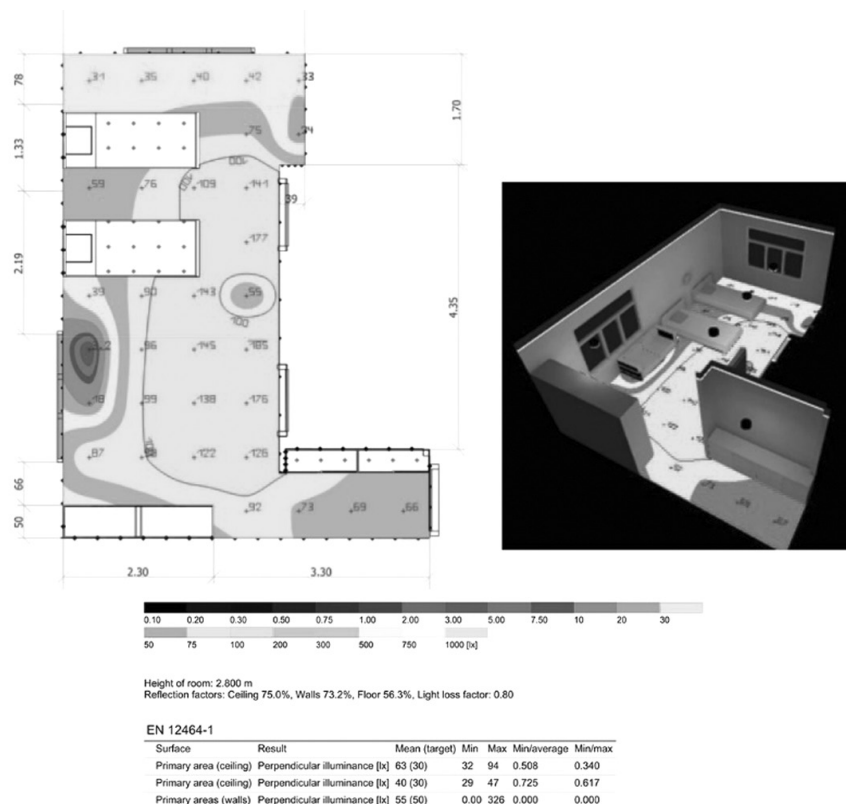 31 35 40 42 33
78
75 74
1.70
1.33
100
59 76 109 141
39
177
2.19
39 90 143 55
100
4.35
96 145 185
18 99 138 176
87 122 126
66
92 73 69 66
50
2.30 3.30
0.10 0.20 0.30 0.50 0.75 1.00 2.00 3.00 5.00 7.50 10 20 30
50 75 100 200 300 500 750 1000 [lx]
Height of room: 2.800 m
Reflection factors: Ceiling 75.0%, Walls 73.2%, Floor 56.3%, Light loss factor: 0.80
EN 12464-1
Surface Result Mean (target) Min Max Min/average Min/max
Primary area (ceiling) Perpendicular illuminance [lx] 63 (30) 32 94 0.508 0.340
Primary area (ceiling) Perpendicular illuminance [lx] 40 (30) 29 47 0.725 0.617
Primary areas (walls) Perpendicular illuminance [lx] 55 (50) 0.00 326 0.000 0.000